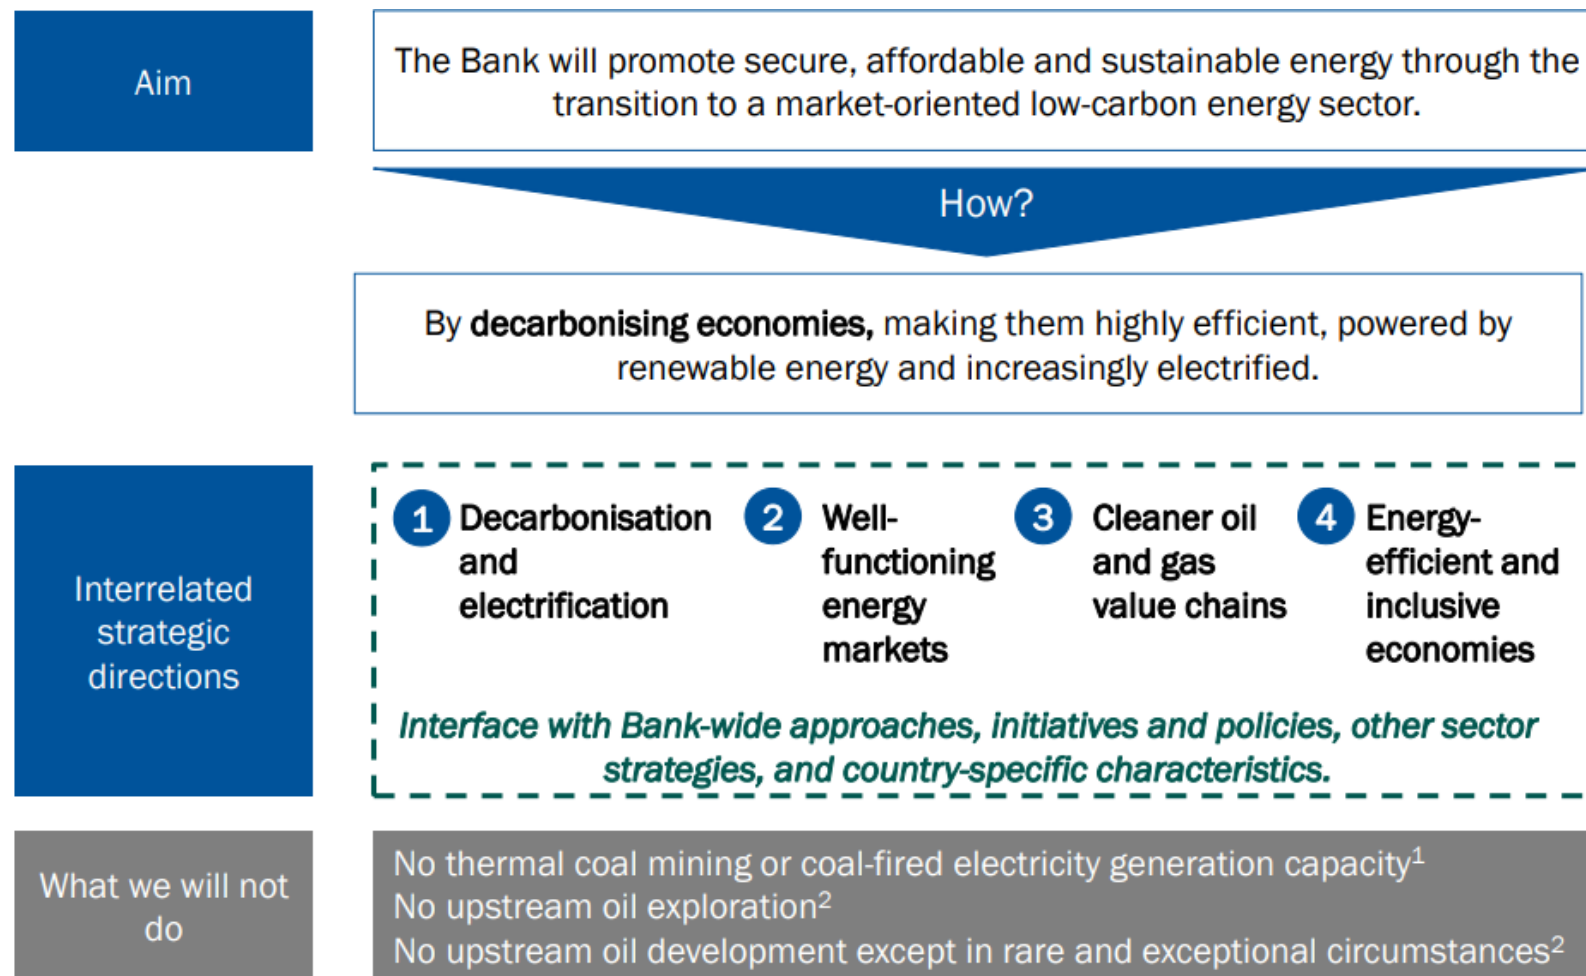 Aim
The Bank will promote secure, affordable and sustainable energy through the
transition to a market-oriented low-carbon energy sector.
How?
By decarbonising economies, making them highly efficient, powered by
renewable energy and increasingly electrified.
Interrelated
strategic
directions
1
Decarbonisation
and
electrification
2
Well-
functioning
energy
markets
3
Cleaner oil
and gas
value chains
4
Energy-
efficient and
inclusive
economies
Interface with Bank-wide approaches, initiatives and policies, other sector
strategies, and country-specific characteristics.
What we will not
do
No thermal coal mining or coal-fired electricity generation capacity¹
No upstream oil exploration²
No upstream oil development except in rare and exceptional circumstances²